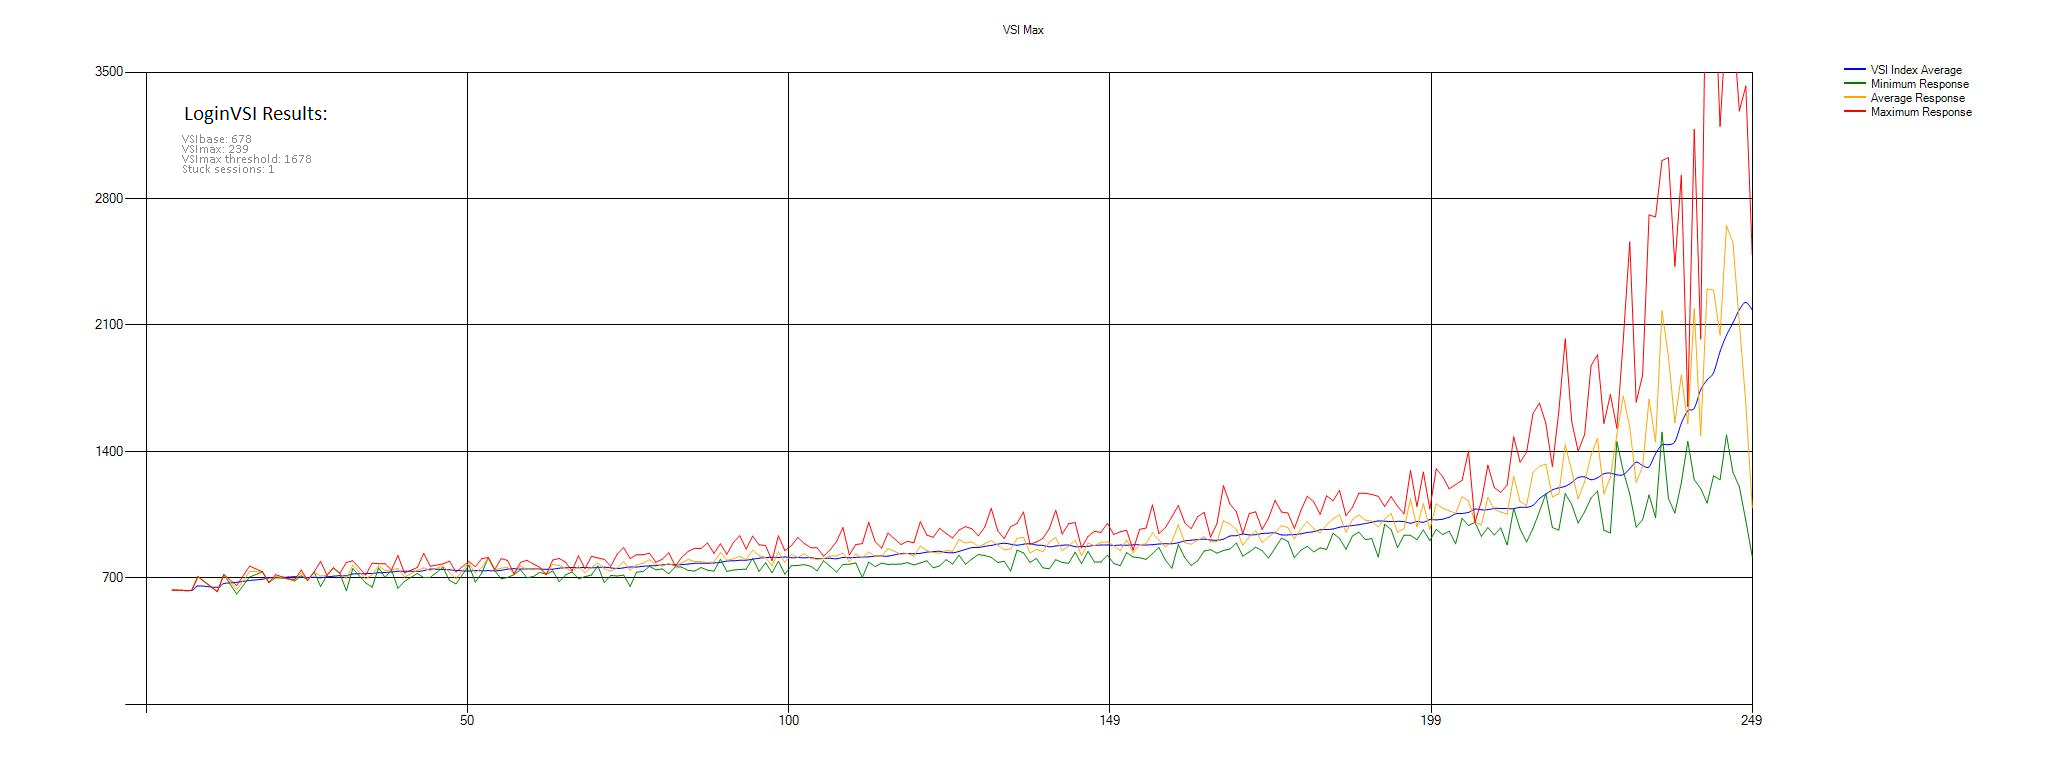 VSI Max
3500
2800
2100
1400
700
LoginVSI Results:
VSIbase: 678
VSImax: 239
VSImax threshold: 1678
Stuck sessions: 1
VSI Index Average
Minimum Response
Average Response
Maximum Response
50
100
149
199
249